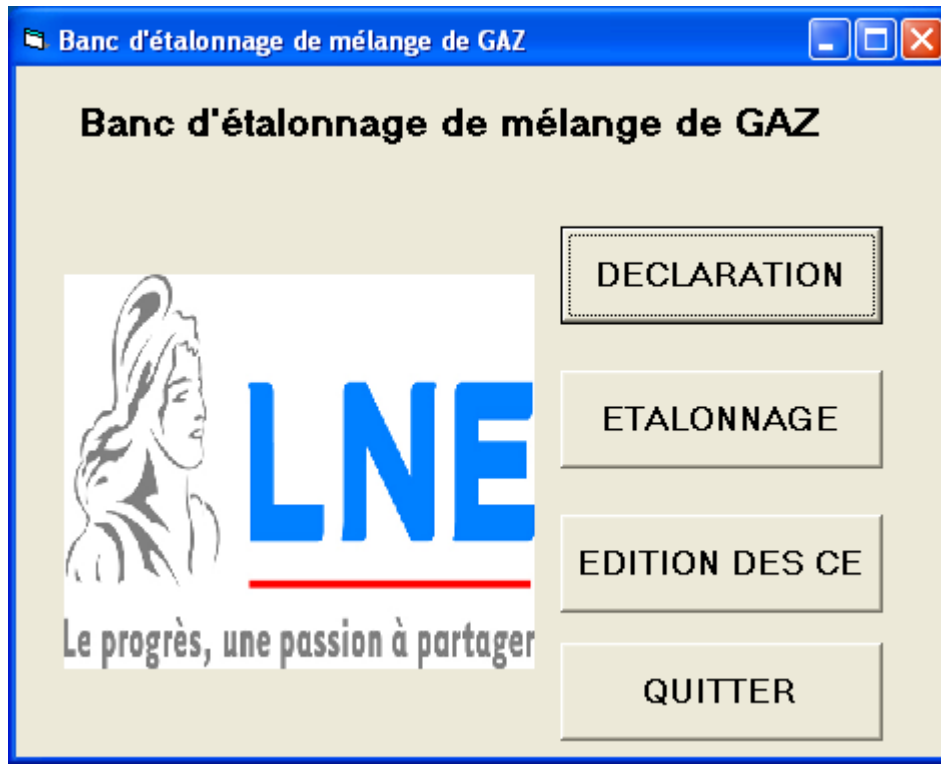 Banc d'étalonnage de mélange de GAZ
Banc d'étalonnage de mélange de GAZ
DECLARATION
ETALONNAGE
EDITION DES CE
QUITTER
LNE
Le progrès, une passion à partager